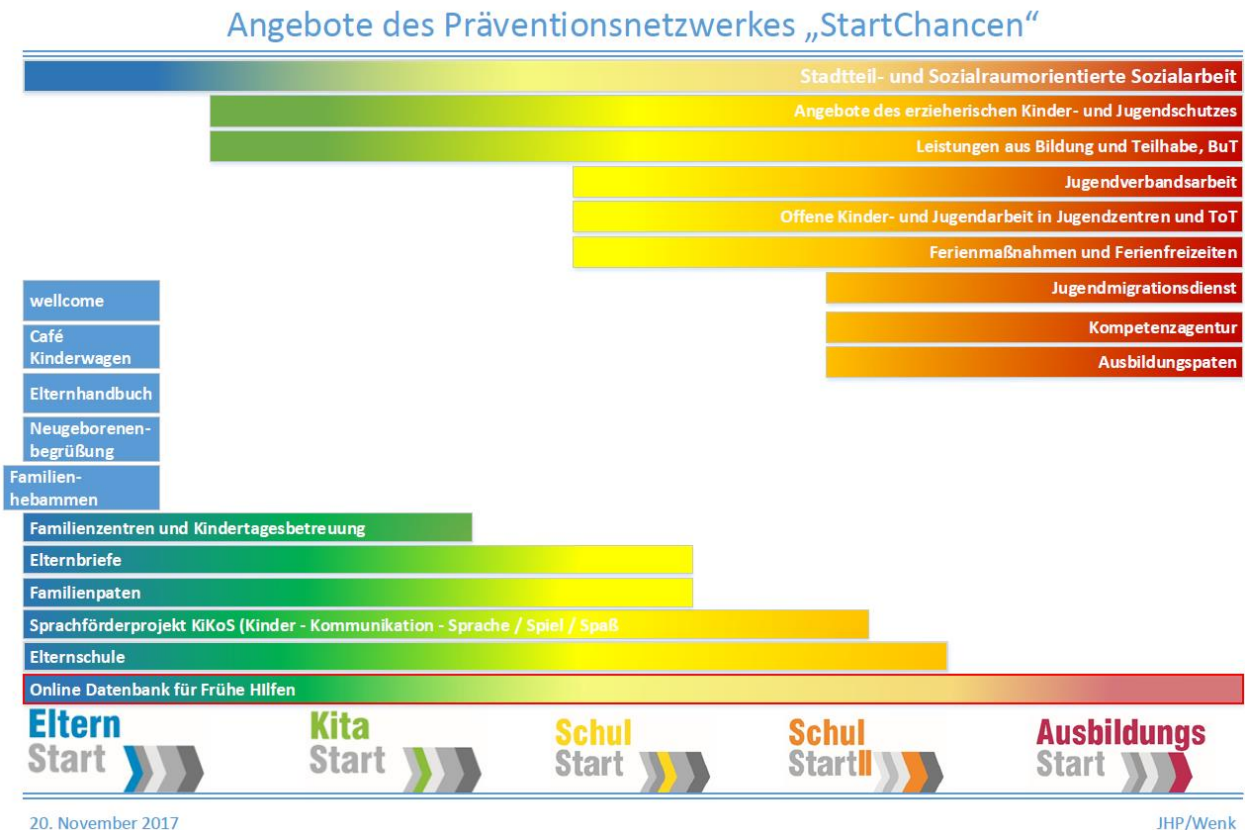 Angebote des Präventionsnetzwerkes „StartChancen“
Stadtteil- und Sozialraumorientierte Sozialarbeit
Angebote des erzieherischen Kinder- und Jugendschutzes
Leistungen aus Bildung und Teilhabe, BuT
Jugendverbandsarbeit
Offene Kinder- und Jugendarbeit in Jugendzentren und ToT
Ferienmaßnahmen und Ferienfreizeiten
Jugendmigrationsdienst
Kompetenzagentur
Ausbildungspaten
wellcome
Café
Kinderwagen
Elternhandbuch
Neugeborenen-
begrüßung
Familien-
hebammen
Familienzentren und Kindertagesbetreuung
Elternbriefe
Familienpaten
Sprachförderprojekt KiKoS (Kinder - Kommunikation - Sprache / Spiel / Spaß
Elternschule
Online Datenbank für Frühe HIlfen
Eltern
Start
Kita
Start
Schul
Start
Schul
StartII
Ausbildungs
Start
20. November 2017
JHP/Wenk